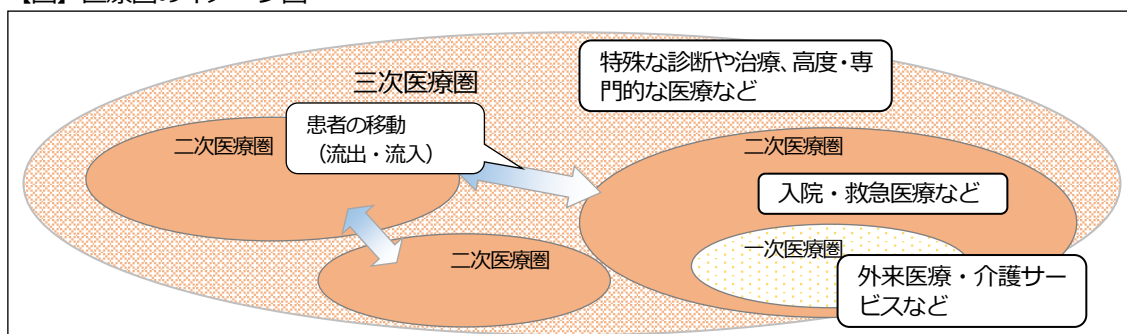 【図】医療圏のイメージ図
特殊な診断や治療、高度・専
門的な医療など
三次医療圏
患者の移動
（流出・流入）
二次医療圏
二次医療圏
入院・救急医療など
一次医療圏
二次医療圏
外来医療・介護サー
ビスなど